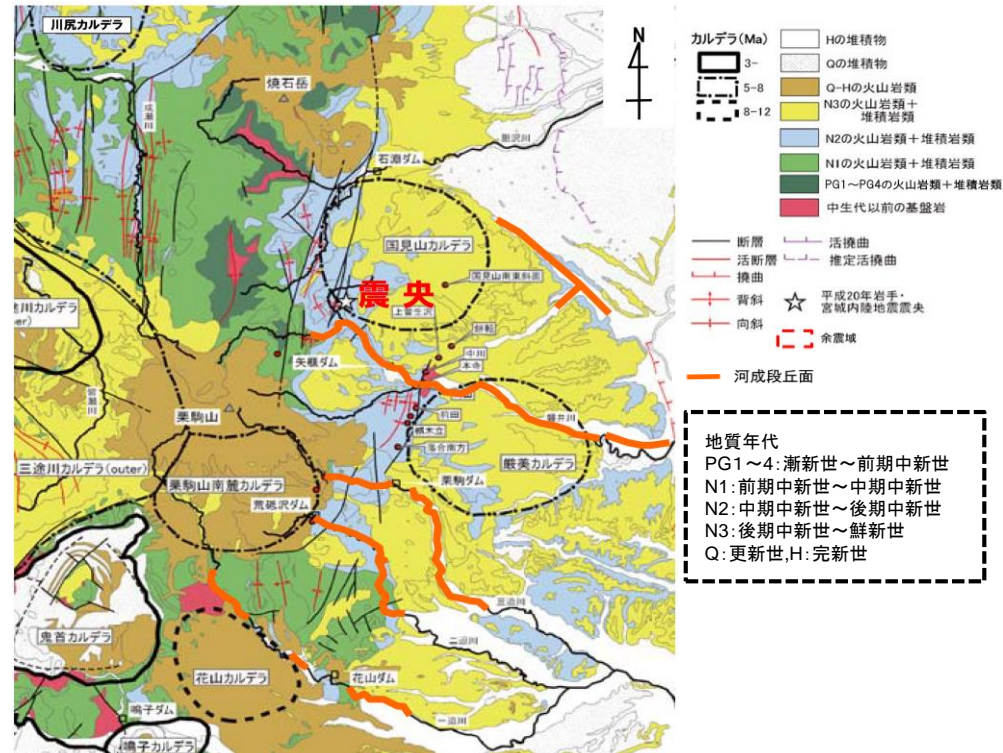 川尻カルデラ
焼石岳
成瀬川
胆沢川
石淵ダム
国見山カルデラ
国見山南東斜面
震央
餅転
中川
本寺
矢櫃ダム
栗駒山
皆瀬川
磐井川
前田
落合南方
厳美カルデラ
三途川カルデラ(outer)
栗駒山南麓カルデラ
栗駒ダム
荒砥沢ダム
三迫川
二迫川
鬼首カルデラ
花山カルデラ
花山ダム
一迫川
鳴子ダム
鳴子カルデラ
N
カルデラ(Ma)
3-
5-8
8-12
Hの堆積物
Qの堆積物
Q-Hの火山岩類
N3の火山岩類+
堆積岩類
N2の火山岩類+堆積岩類
N1の火山岩類+堆積岩類
PG1~PG4の火山岩類+堆積岩類
中生代以前の基盤岩
断層
活断層
撓曲
背斜
向斜
活撓曲
推定活撓曲
平成20年岩手・
宮城内陸地震震央
余震域
河成段丘面
地質年代
PG1~4:漸新世~前期中新世
N1:前期中新世~中期中新世
N2:中期中新世~後期中新世
N3:後期中新世~鮮新世
Q:更新世,H:完新世